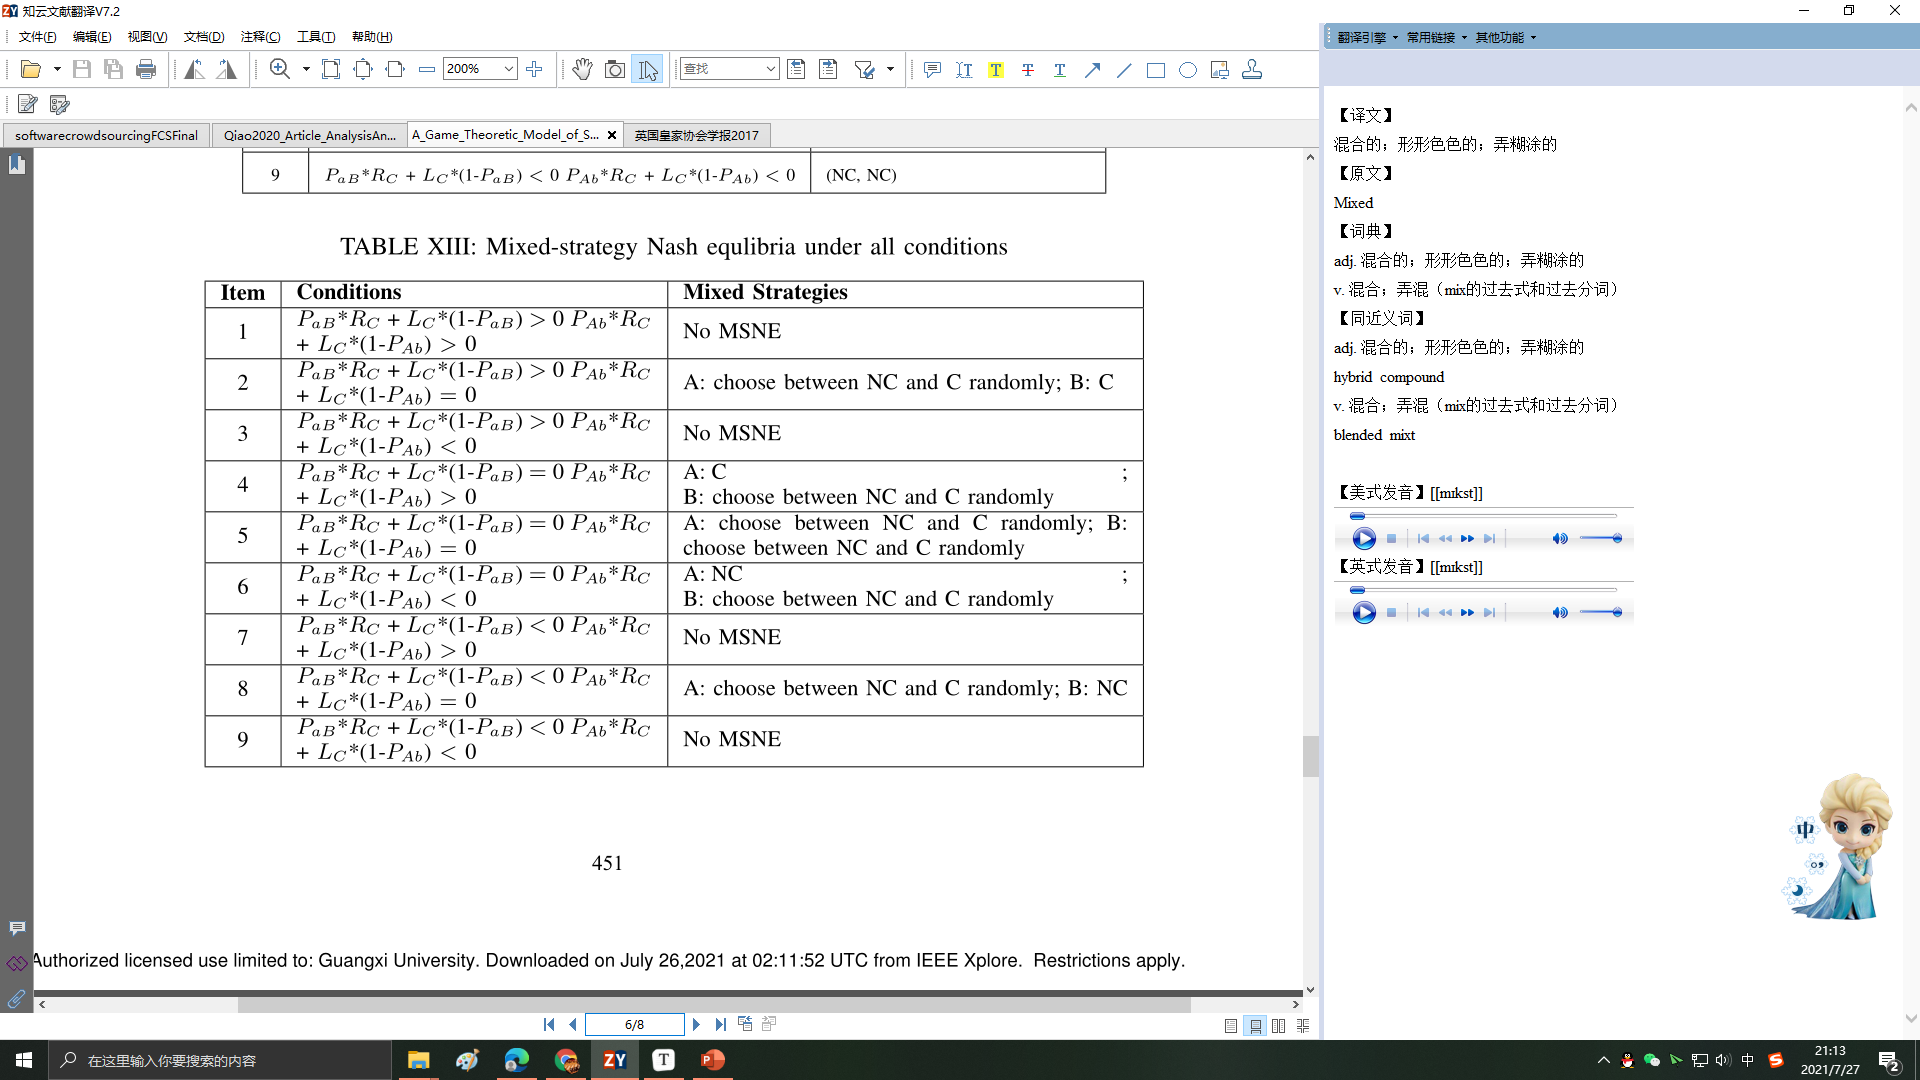 知云文献翻译V7.2
文件(F) 编辑(E) 视图(V) 文档(D) 注释(C) 工具(T) 帮助(H)
翻译引擎 常用链接 其他功能
200%
查找
softwarecrowdsourcingFCSFinal Qiao2020_Article_AnalysisAn... A_Game_Theoretic_Model_of_S... 英国皇家协会学报2017
9 P_{aB}*R_C + L_C*(1-P_{aB}) < 0 P_{Ab}*R_C + L_C*(1-P_{Ab}) < 0 (NC, NC)
TABLE XIII: Mixed-strategy Nash equlibria under all conditions
Item Conditions Mixed Strategies
1 P_{aB}*R_C + L_C*(1-P_{aB}) > 0 P_{Ab}*R_C
+ L_C*(1-P_{Ab}) > 0
No MSNE
2 P_{aB}*R_C + L_C*(1-P_{aB}) > 0 P_{Ab}*R_C
+ L_C*(1-P_{Ab}) = 0
A: choose between NC and C randomly; B: C
3 P_{aB}*R_C + L_C*(1-P_{aB}) > 0 P_{Ab}*R_C
+ L_C*(1-P_{Ab}) < 0
No MSNE
4 P_{aB}*R_C + L_C*(1-P_{aB}) = 0 P_{Ab}*R_C
+ L_C*(1-P_{Ab}) > 0
A: C ;
B: choose between NC and C randomly
5 P_{aB}*R_C + L_C*(1-P_{aB}) = 0 P_{Ab}*R_C
+ L_C*(1-P_{Ab}) = 0
A: choose between NC and C randomly; B:
choose between NC and C randomly
6 P_{aB}*R_C + L_C*(1-P_{aB}) = 0 P_{Ab}*R_C
+ L_C*(1-P_{Ab}) < 0
A: NC ;
B: choose between NC and C randomly
7 P_{aB}*R_C + L_C*(1-P_{aB}) < 0 P_{Ab}*R_C
+ L_C*(1-P_{Ab}) > 0
No MSNE
8 P_{aB}*R_C + L_C*(1-P_{aB}) < 0 P_{Ab}*R_C
+ L_C*(1-P_{Ab}) = 0
A: choose between NC and C randomly; B: NC
9 P_{aB}*R_C + L_C*(1-P_{aB}) < 0 P_{Ab}*R_C
+ L_C*(1-P_{Ab}) < 0
No MSNE
451
Authorized licensed use limited to: Guangxi University. Downloaded on July 26,2021 at 02:11:52 UTC from IEEE Xplore. Restrictions apply.
6/8
【译文】
混合的；形形色色的；弄糊涂的
【原文】
Mixed
【词典】
adj. 混合的；形形色色的；弄糊涂的
v. 混合；弄混（mix的过去式和过去分词）
【同近义词】
adj. 混合的；形形色色的；弄糊涂的
hybrid compound
v. 混合；弄混（mix的过去式和过去分词）
blended mixt
【美式发音】[[mɪkst]]
【英式发音】[[mɪkst]]
中
在这里输入你要搜索的内容
ZY
T
P
中
S
21:13
2021/7/27
2